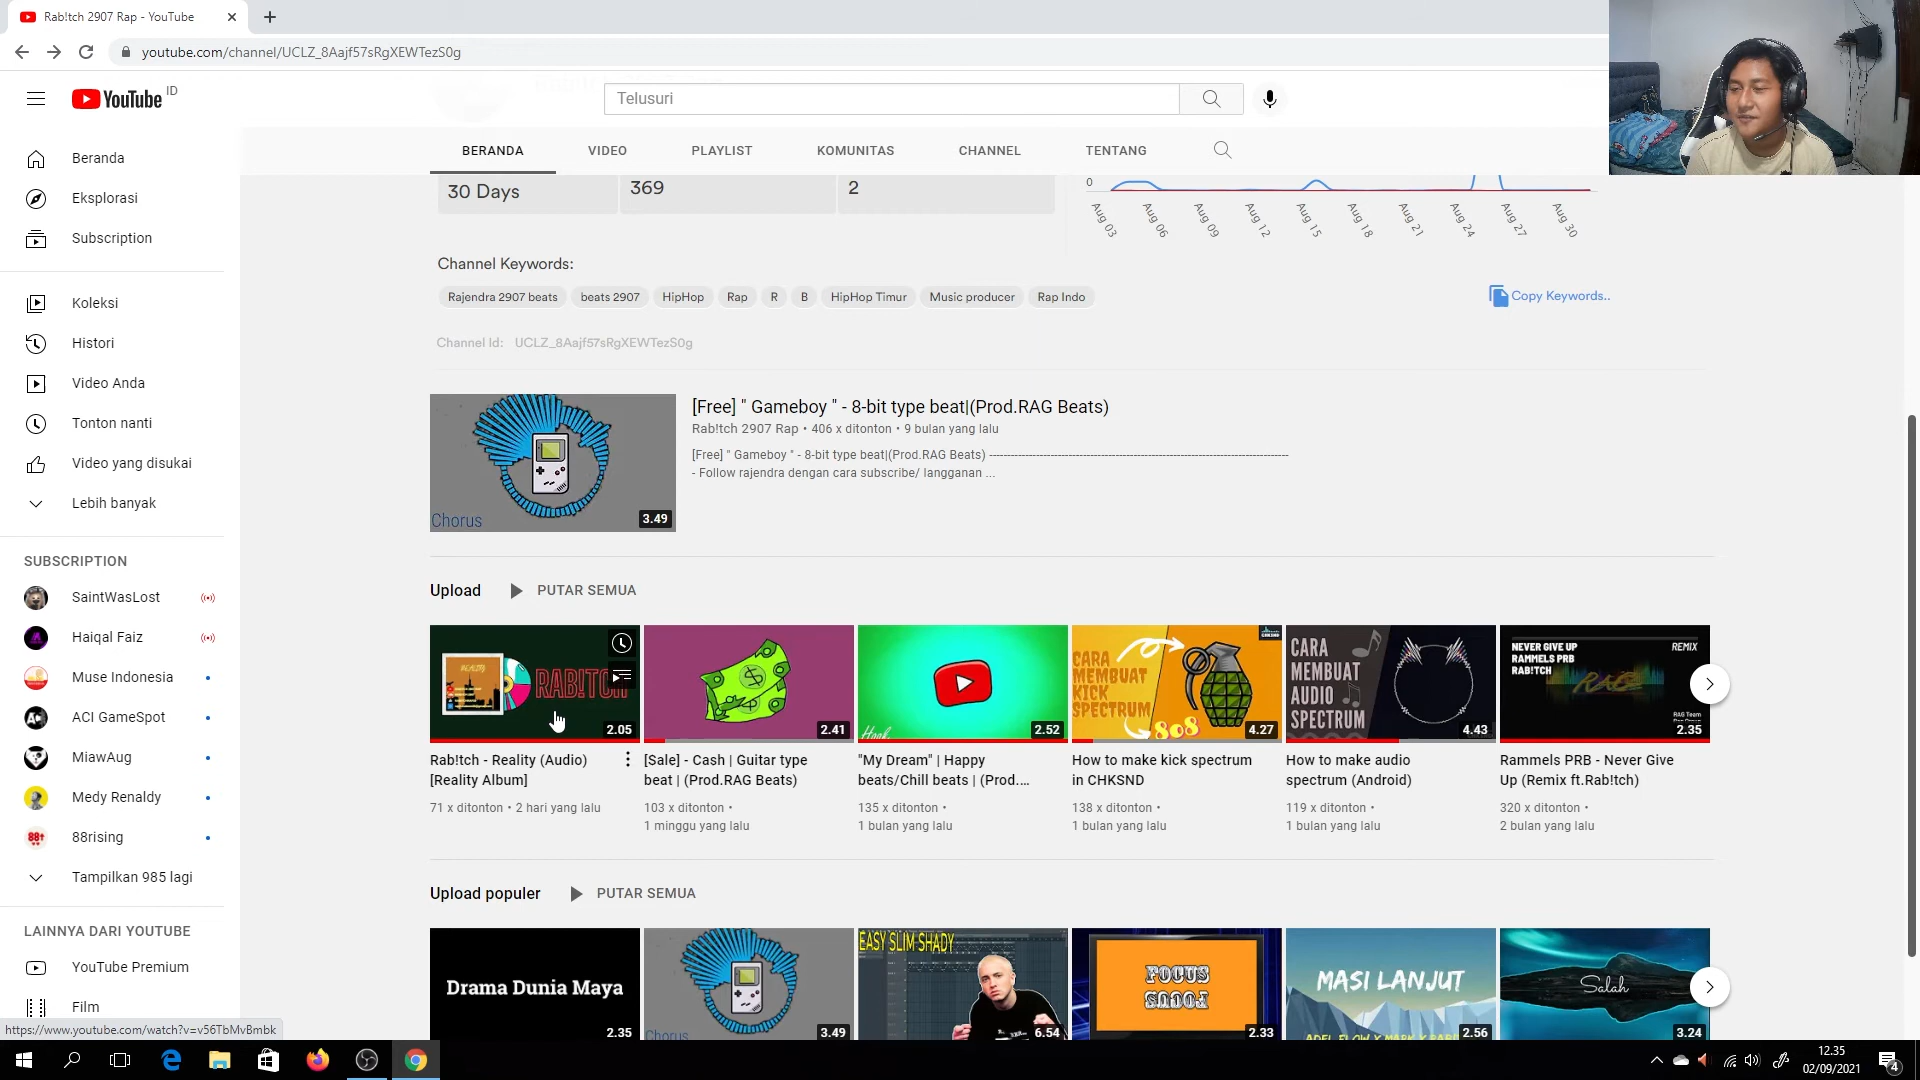 Rab!tch 2907 Rap - YouTube
youtube.com/channel/UCLZ_8Aajf57sRgXEWTezS0g
YouTube ID
Telusuri
BERANDA VIDEO PLAYLIST KOMUNITAS CHANNEL TENTANG
Beranda
Eksplorasi
Subscription
Koleksi
Histori
Video Anda
Tonton nanti
Video yang disukai
Lebih banyak
SUBSCRIPTION
SaintWasLost
Haiqal Faiz
Muse Indonesia
ACI GameSpot
MiawAug
Medy Renaldy
88rising
Tampilkan 985 lagi
LAINNYA DARI YOUTUBE
YouTube Premium
Film
https://www.youtube.com/watch?v=v56TbMvBmbk
30 Days 369 2
0
Aug 03 Aug 06 Aug 09 Aug 12 Aug 15 Aug 18 Aug 21 Aug 24 Aug 27 Aug 30
Channel Keywords:
Rajendra 2907 beats beats 2907 HipHop Rap R B HipHop Timur Music producer Rap Indo
Copy Keywords..
Channel Id: UCLZ_8Aajf57sRgXEWTezS0g
Chorus
3.49
[Free] " Gameboy " - 8-bit type beat|(Prod.RAG Beats)
Rab!tch 2907 Rap • 406 x ditonton • 9 bulan yang lalu
[Free] " Gameboy " - 8-bit type beat|(Prod.RAG Beats) ----------------------------------------------------------------------------------------
- Follow rajendra dengan cara subscribe/ langganan ...
Upload PUTAR SEMUA
REALITY
RAB!TCH
2.05
Rab!tch - Reality (Audio)
[Reality Album]
71 x ditonton • 2 hari yang lalu
2.41
[Sale] - Cash | Guitar type
beat | (Prod.RAG Beats)
103 x ditonton •
1 minggu yang lalu
Hook
2.52
"My Dream" | Happy
beats/Chill beats | (Prod....
135 x ditonton •
1 bulan yang lalu
CHKSND
CARA
MEMBUAT
KICK
SPECTRUM
808
4.27
How to make kick spectrum
in CHKSND
138 x ditonton •
1 bulan yang lalu
CARA
MEMBUAT
AUDIO
SPECTRUM
4.43
How to make audio
spectrum (Android)
119 x ditonton •
1 bulan yang lalu
NEVER GIVE UP
RAMMELS PRB
RAB!TCH
REMIX
RAG
RAG Team
2.35
Rammels PRB - Never Give
Up (Remix ft.Rab!tch)
320 x ditonton •
2 bulan yang lalu
Upload populer PUTAR SEMUA
Drama Dunia Maya
2.35
Chorus
3.49
EASY SLIM SHADY
6.54
FOCUS
FOCUS
2.33
MASI LANJUT
2.56
Salah
3.24
12.35
02/09/2021
4